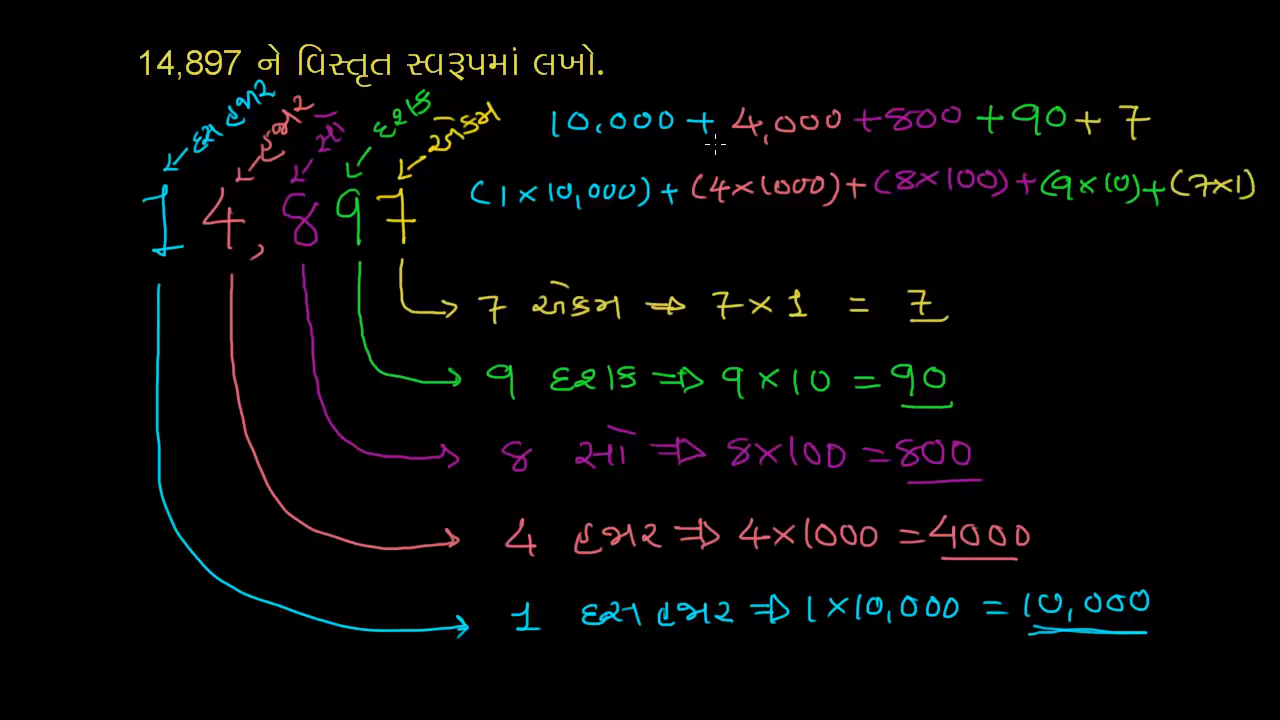 14,897 ને વિસ્તૃત સ્વરૂપમાં લખો.
દસ હજાર હજાર સો દશક એકમ
10,000 + 4,000 + 800 + 90 + 7
14,897
(1 × 10,000) + (4 × 1000) + (8 × 100) + (9 × 10) + (7 × 1)
7 એકમ ⇒ 7 × 1 = 7
9 દશક ⇒ 9 × 10 = 90
8 સો ⇒ 8 × 100 = 800
4 હજાર ⇒ 4 × 1000 = 4000
1 દસ હજાર ⇒ 1 × 10,000 = 10,000